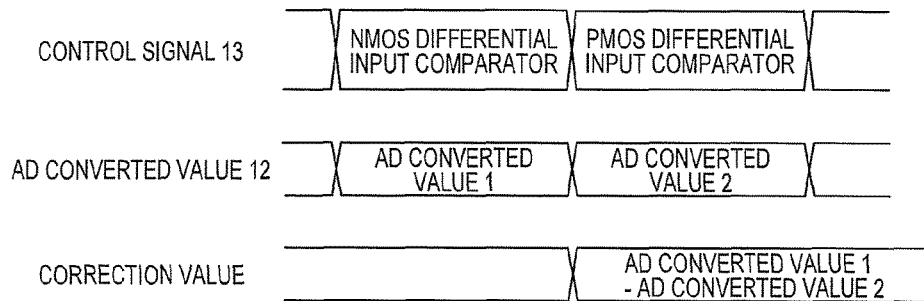 CONTROL SIGNAL 13
NMOS DIFFERENTIAL
INPUT COMPARATOR
PMOS DIFFERENTIAL
INPUT COMPARATOR
AD CONVERTED VALUE 12
AD CONVERTED
VALUE 1
AD CONVERTED
VALUE 2
CORRECTION VALUE
AD CONVERTED VALUE 1
- AD CONVERTED VALUE 2